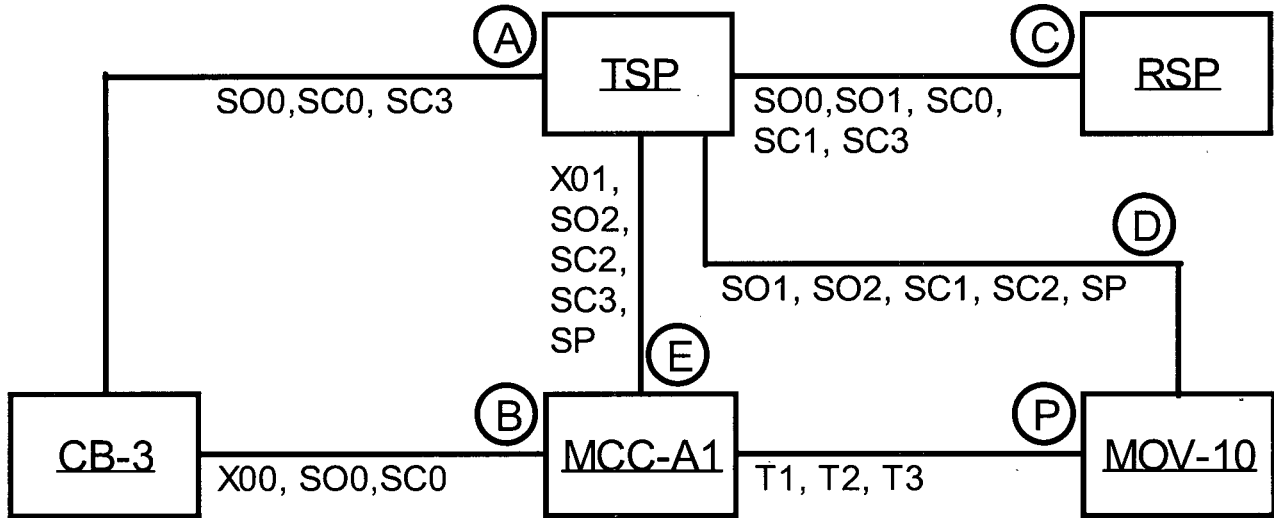 A
TSP
C
RSP
SO0,SC0, SC3
SO0,SO1, SC0,
SC1, SC3
X01,
SO2,
SC2,
SC3,
SP
D
SO1, SO2, SC1, SC2, SP
E
CB-3
B
MCC-A1
P
MOV-10
X00, SO0,SC0
T1, T2, T3